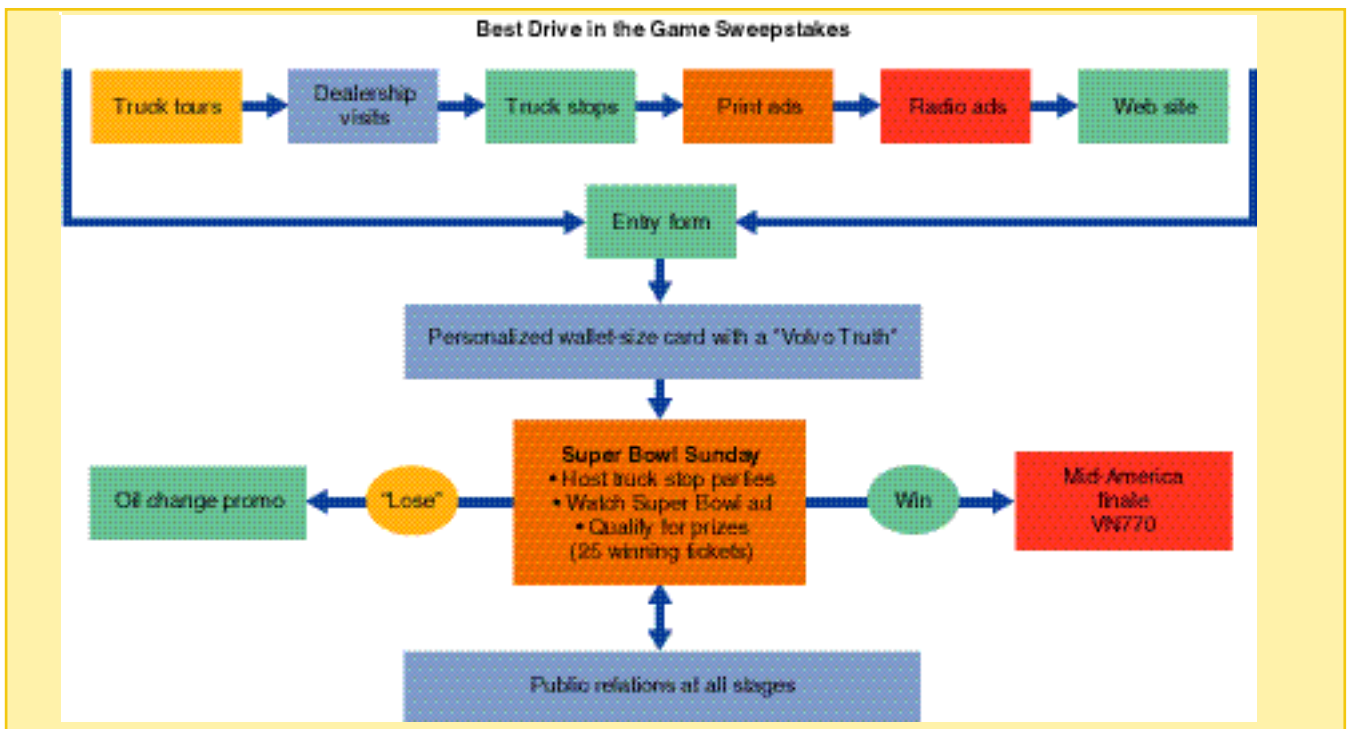 Best Drive in the Game Sweepstakes
Truck tours
Dealership
visits
Truck stops
Print ads
Radio ads
Web site
Entry form
Personalized wallet-size card with a "Volvo Truth"
Super Bowl Sunday
• Host truck stop parties
• Watch Super Bowl ad
• Qualify for prizes
(25 winning tickets)
Oil change promo
"Lose"
Win
Mid-America
finale
VN770
Public relations at all stages